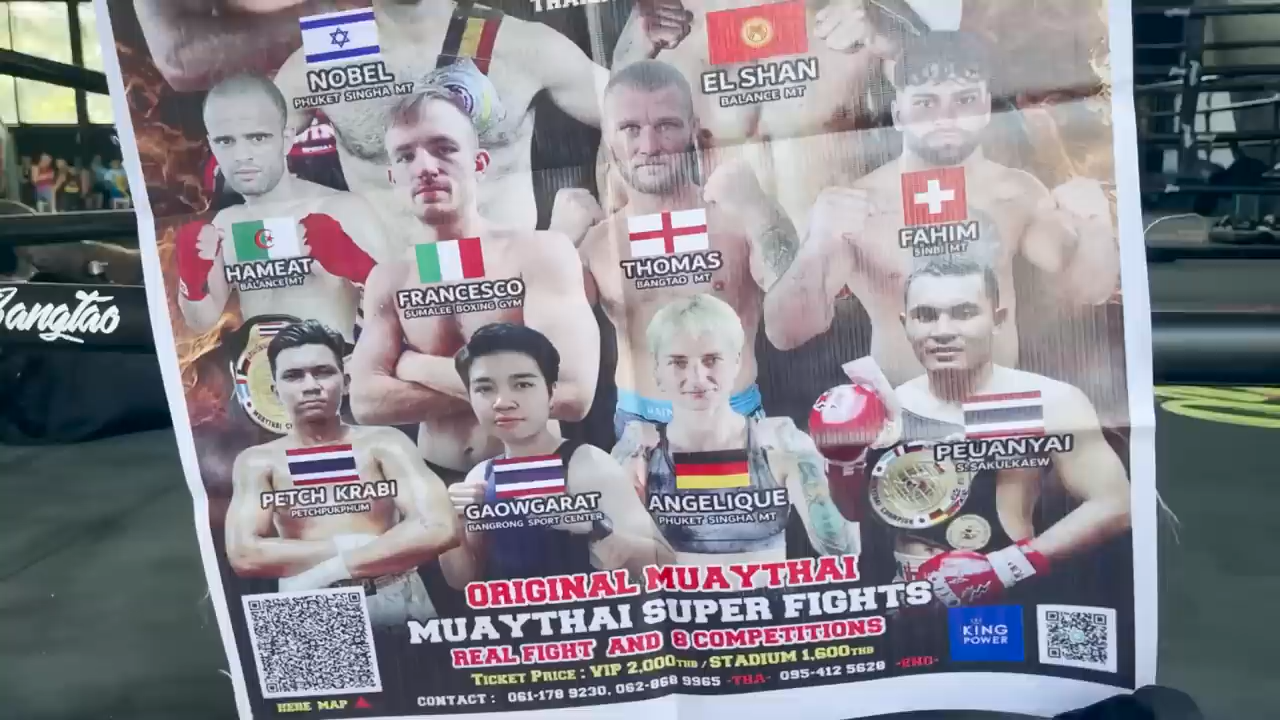 NOBEL
PHUKET SINGHA MT
EL SHAN
BALANCE MT
HAMEAT
BALANCE MT
FRANCESCO
SUMALEE BOXING GYM
THOMAS
BANGTAO MT
FAHIM
SINBI MT
Bangtao
PETCH KRABI
PETCHPUKPHUM
GAOWGARAT
BANGRONG SPORT CENTER
ANGELIQUE
PHUKET SINGHA MT
PEUANYAI
S. SAKULKAEW
ORIGINAL MUAYTHAI
MUAYTHAI SUPER FIGHTS
REAL FIGHT AND 8 COMPETITIONS
TICKET PRICE : VIP 2,000THB / STADIUM 1,600THB
CONTACT : 061-178 9230, 062-868 9965 -THA- 095-412 5620 -ENG-
HERE MAP
KING
POWER